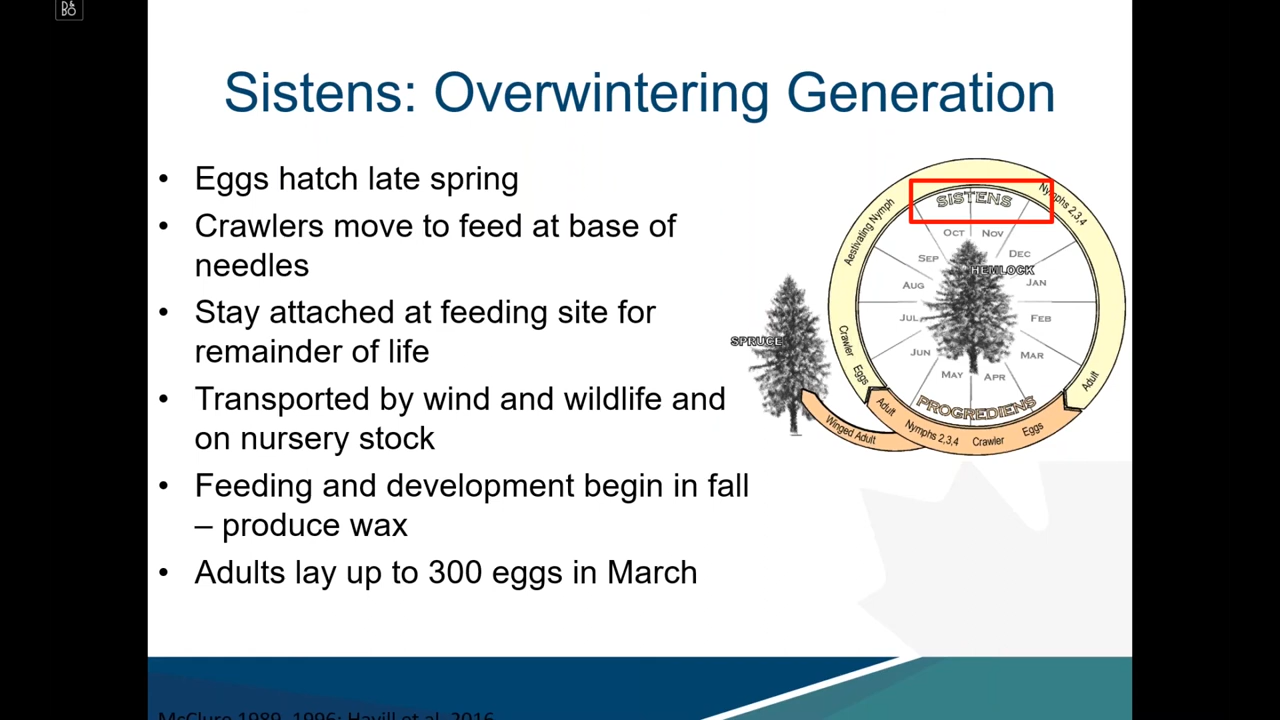 Sistens: Overwintering Generation
• Eggs hatch late spring
• Crawlers move to feed at base of
needles
• Stay attached at feeding site for
remainder of life
• Transported by wind and wildlife and
on nursery stock
• Feeding and development begin in fall
– produce wax
• Adults lay up to 300 eggs in March
SISTENS
Nymphs 2,3,4
Aestivating Nymph
OCT
NOV
SEP
DEC
HEMLOCK
AUG
JAN
JUL
FEB
SPRUCE
Crawler
JUN
MAR
Eggs
MAY
APR
Adult
PROGREDIENS
Adult
Nymphs 2,3,4
Crawler
Eggs
Winged Adult
McClure 1989, 1996; Havill et al. 2016